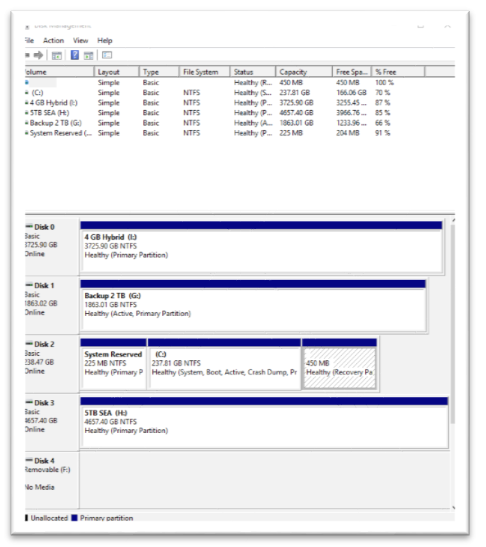 File Action View Help
Volume Layout Type File System Status Capacity Free Spa... % Free
Simple Basic Healthy (R... 450 MB 450 MB 100 %
(C:) Simple Basic NTFS Healthy (S... 237.81 GB 166.06 GB 70 %
4 GB Hybrid (I:) Simple Basic NTFS Healthy (P... 3725.90 GB 3255.45 ... 87 %
5TB SEA (H:) Simple Basic NTFS Healthy (P... 4657.40 GB 3966.76 ... 85 %
Backup 2 TB (G:) Simple Basic NTFS Healthy (A... 1863.01 GB 1233.96 ... 66 %
System Reserved (... Simple Basic NTFS Healthy (P... 225 MB 204 MB 91 %
Disk 0
Basic
3725.90 GB
Online
4 GB Hybrid (I:)
3725.90 GB NTFS
Healthy (Primary Partition)
Disk 1
Basic
1863.02 GB
Online
Backup 2 TB (G:)
1863.01 GB NTFS
Healthy (Active, Primary Partition)
Disk 2
Basic
238.47 GB
Online
System Reserved
225 MB NTFS
Healthy (Primary P
(C:)
237.81 GB NTFS
Healthy (System, Boot, Active, Crash Dump, Pr
450 MB
Healthy (Recovery Pa
Disk 3
Basic
4657.40 GB
Online
5TB SEA (H:)
4657.40 GB NTFS
Healthy (Primary Partition)
Disk 4
Removable (F:)
No Media
Unallocated Primary partition